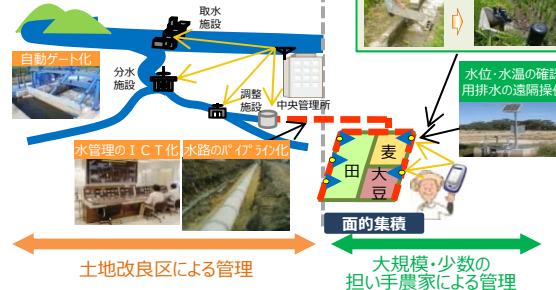 取水
施設
自動ゲート化
分水
施設
調整
施設
中央管理所
水位・水温の確認
用排水の遠隔操作
水管理のＩＣＴ化
水路のﾊﾟｲﾌﾟﾗｲﾝ化
麦
田
大
豆
面的集積
土地改良区による管理
大規模・少数の
担い手農家による管理